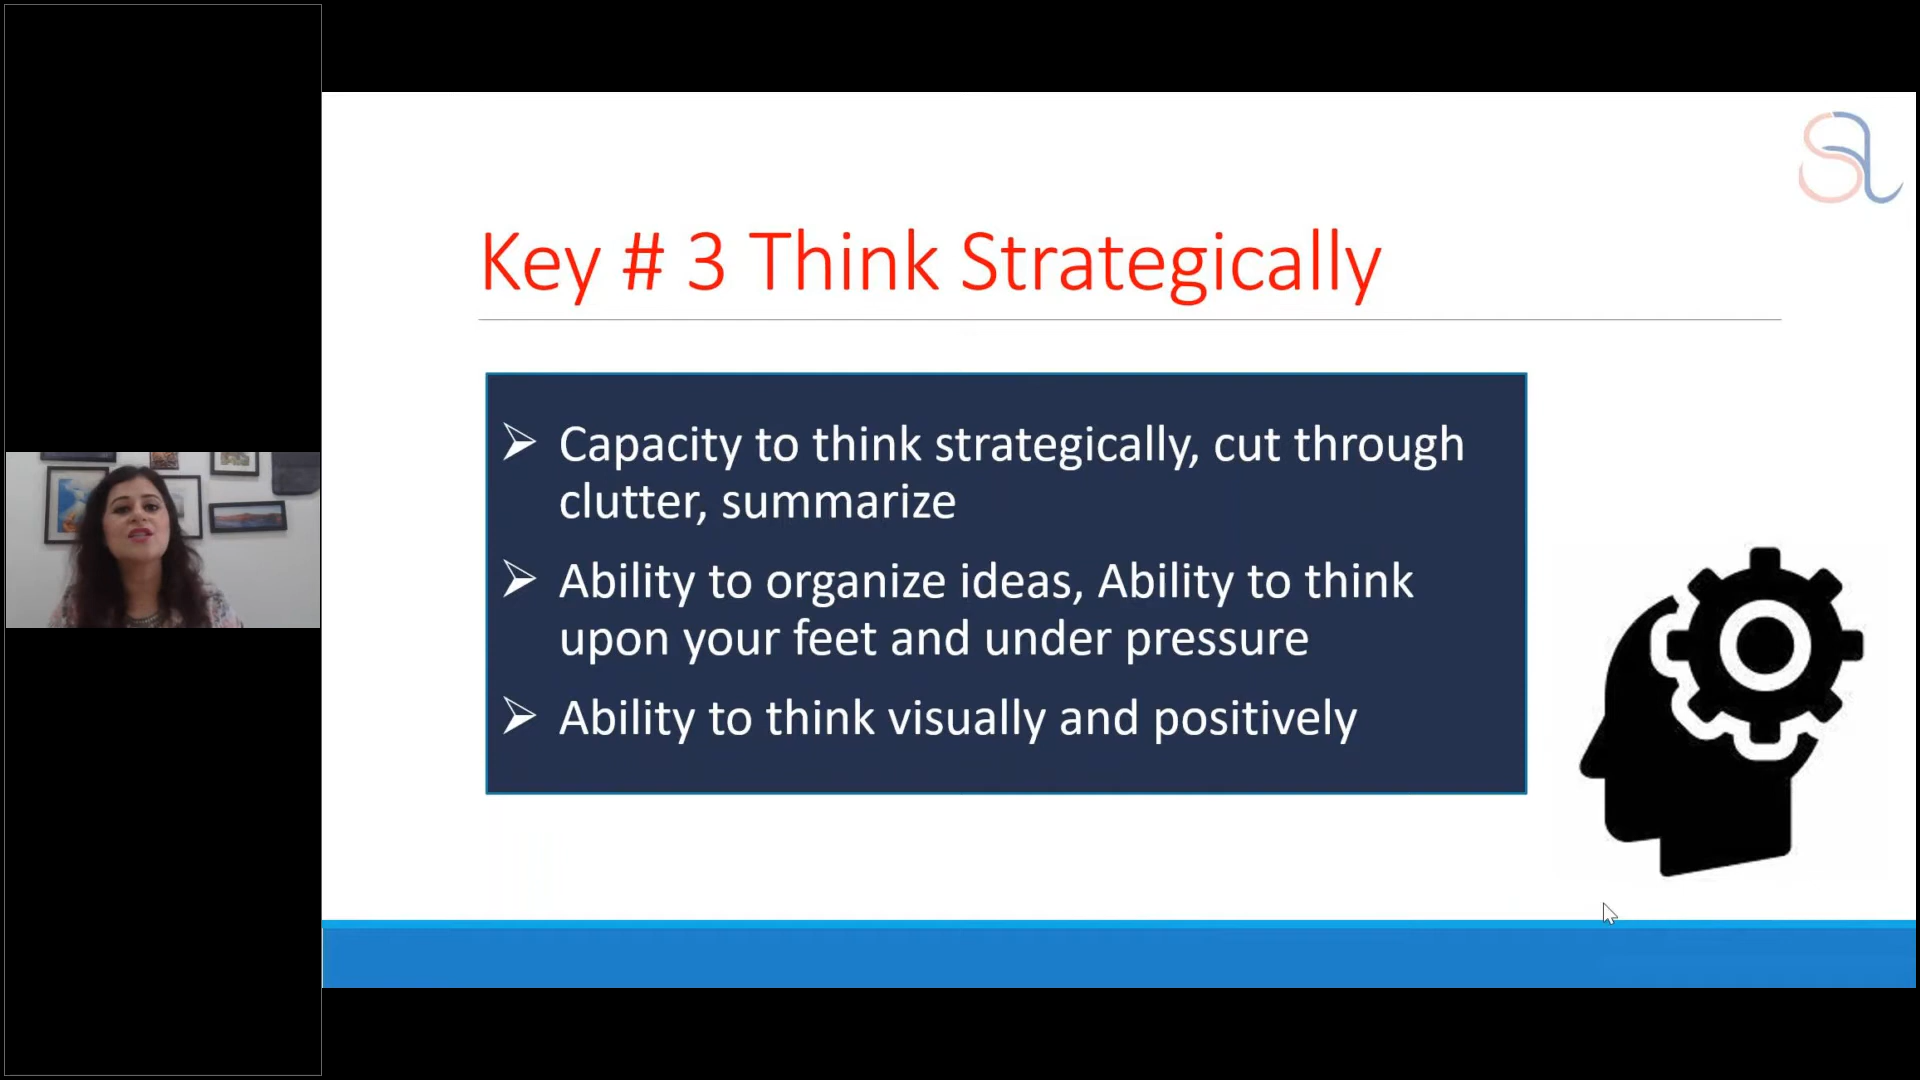 Key # 3 Think Strategically
Capacity to think strategically, cut through
clutter, summarize
Ability to organize ideas, Ability to think
upon your feet and under pressure
Ability to think visually and positively